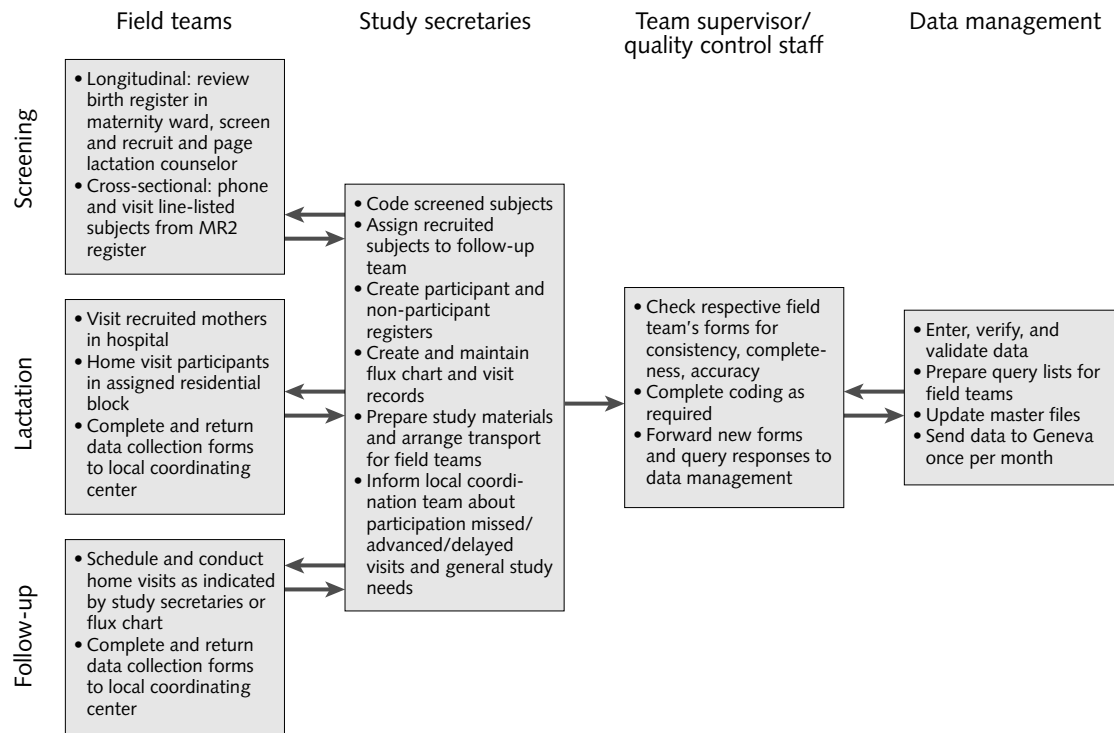 Field teams
Study secretaries
Team supervisor/
quality control staff
Data management
Screening
• Longitudinal: review
birth register in
maternity ward, screen
and recruit and page
lactation counselor
• Cross-sectional: phone
and visit line-listed
subjects from MR2
register
Lactation
• Visit recruited mothers
in hospital
• Home visit participants
in assigned residential
block
• Complete and return
data collection forms
to local coordinating
center
Follow-up
• Schedule and conduct
home visits as indicated
by study secretaries or
flux chart
• Complete and return
data collection forms
to local coordinating
center
• Code screened subjects
• Assign recruited
subjects to follow-up
team
• Create participant and
non-participant
registers
• Create and maintain
flux chart and visit
records
• Prepare study materials
and arrange transport
for field teams
• Inform local coordi-
nation team about
participation missed/
advanced/delayed
visits and general study
needs
• Check respective field
team's forms for
consistency, complete-
ness, accuracy
• Complete coding as
required
• Forward new forms
and query responses to
data management
• Enter, verify, and
validate data
• Prepare query lists for
field teams
• Update master files
• Send data to Geneva
once per month